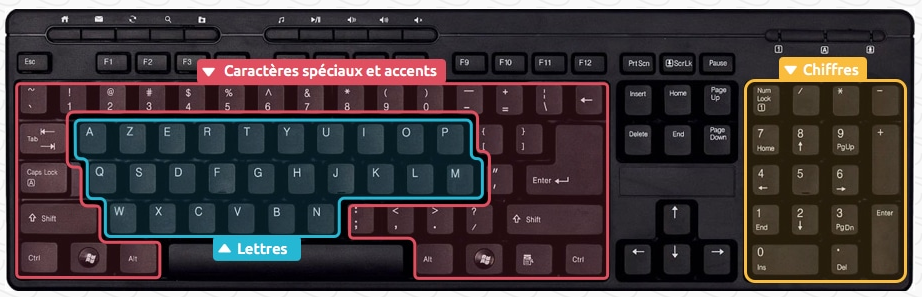 Esc F1 F2 F3 F9 F10 F11 F12 Prt Scn ScrLk Pause
Caractères spéciaux et accents
Chiffres
~ ! @ # $ % ^ & * ( ) — + ¦
` 1 2 3 4 5 6 7 8 9 0 - = \
Insert Home Page Up
Num Lock / * -
Tab A Z E R T Y U I O P { [ } ]
Delete End Page Down
7 Home 8 ↑ 9 PgUp +
Caps Lock Q S D F G H J K L M " ' Enter
4 ← 5 6 →
Shift W X C V B N : ; < , > . ? / Shift
↑
1 End 2 ↓ 3 PgDn Enter
Lettres
Ctrl Alt Alt Ctrl
← ↓ →
0 Ins . Del